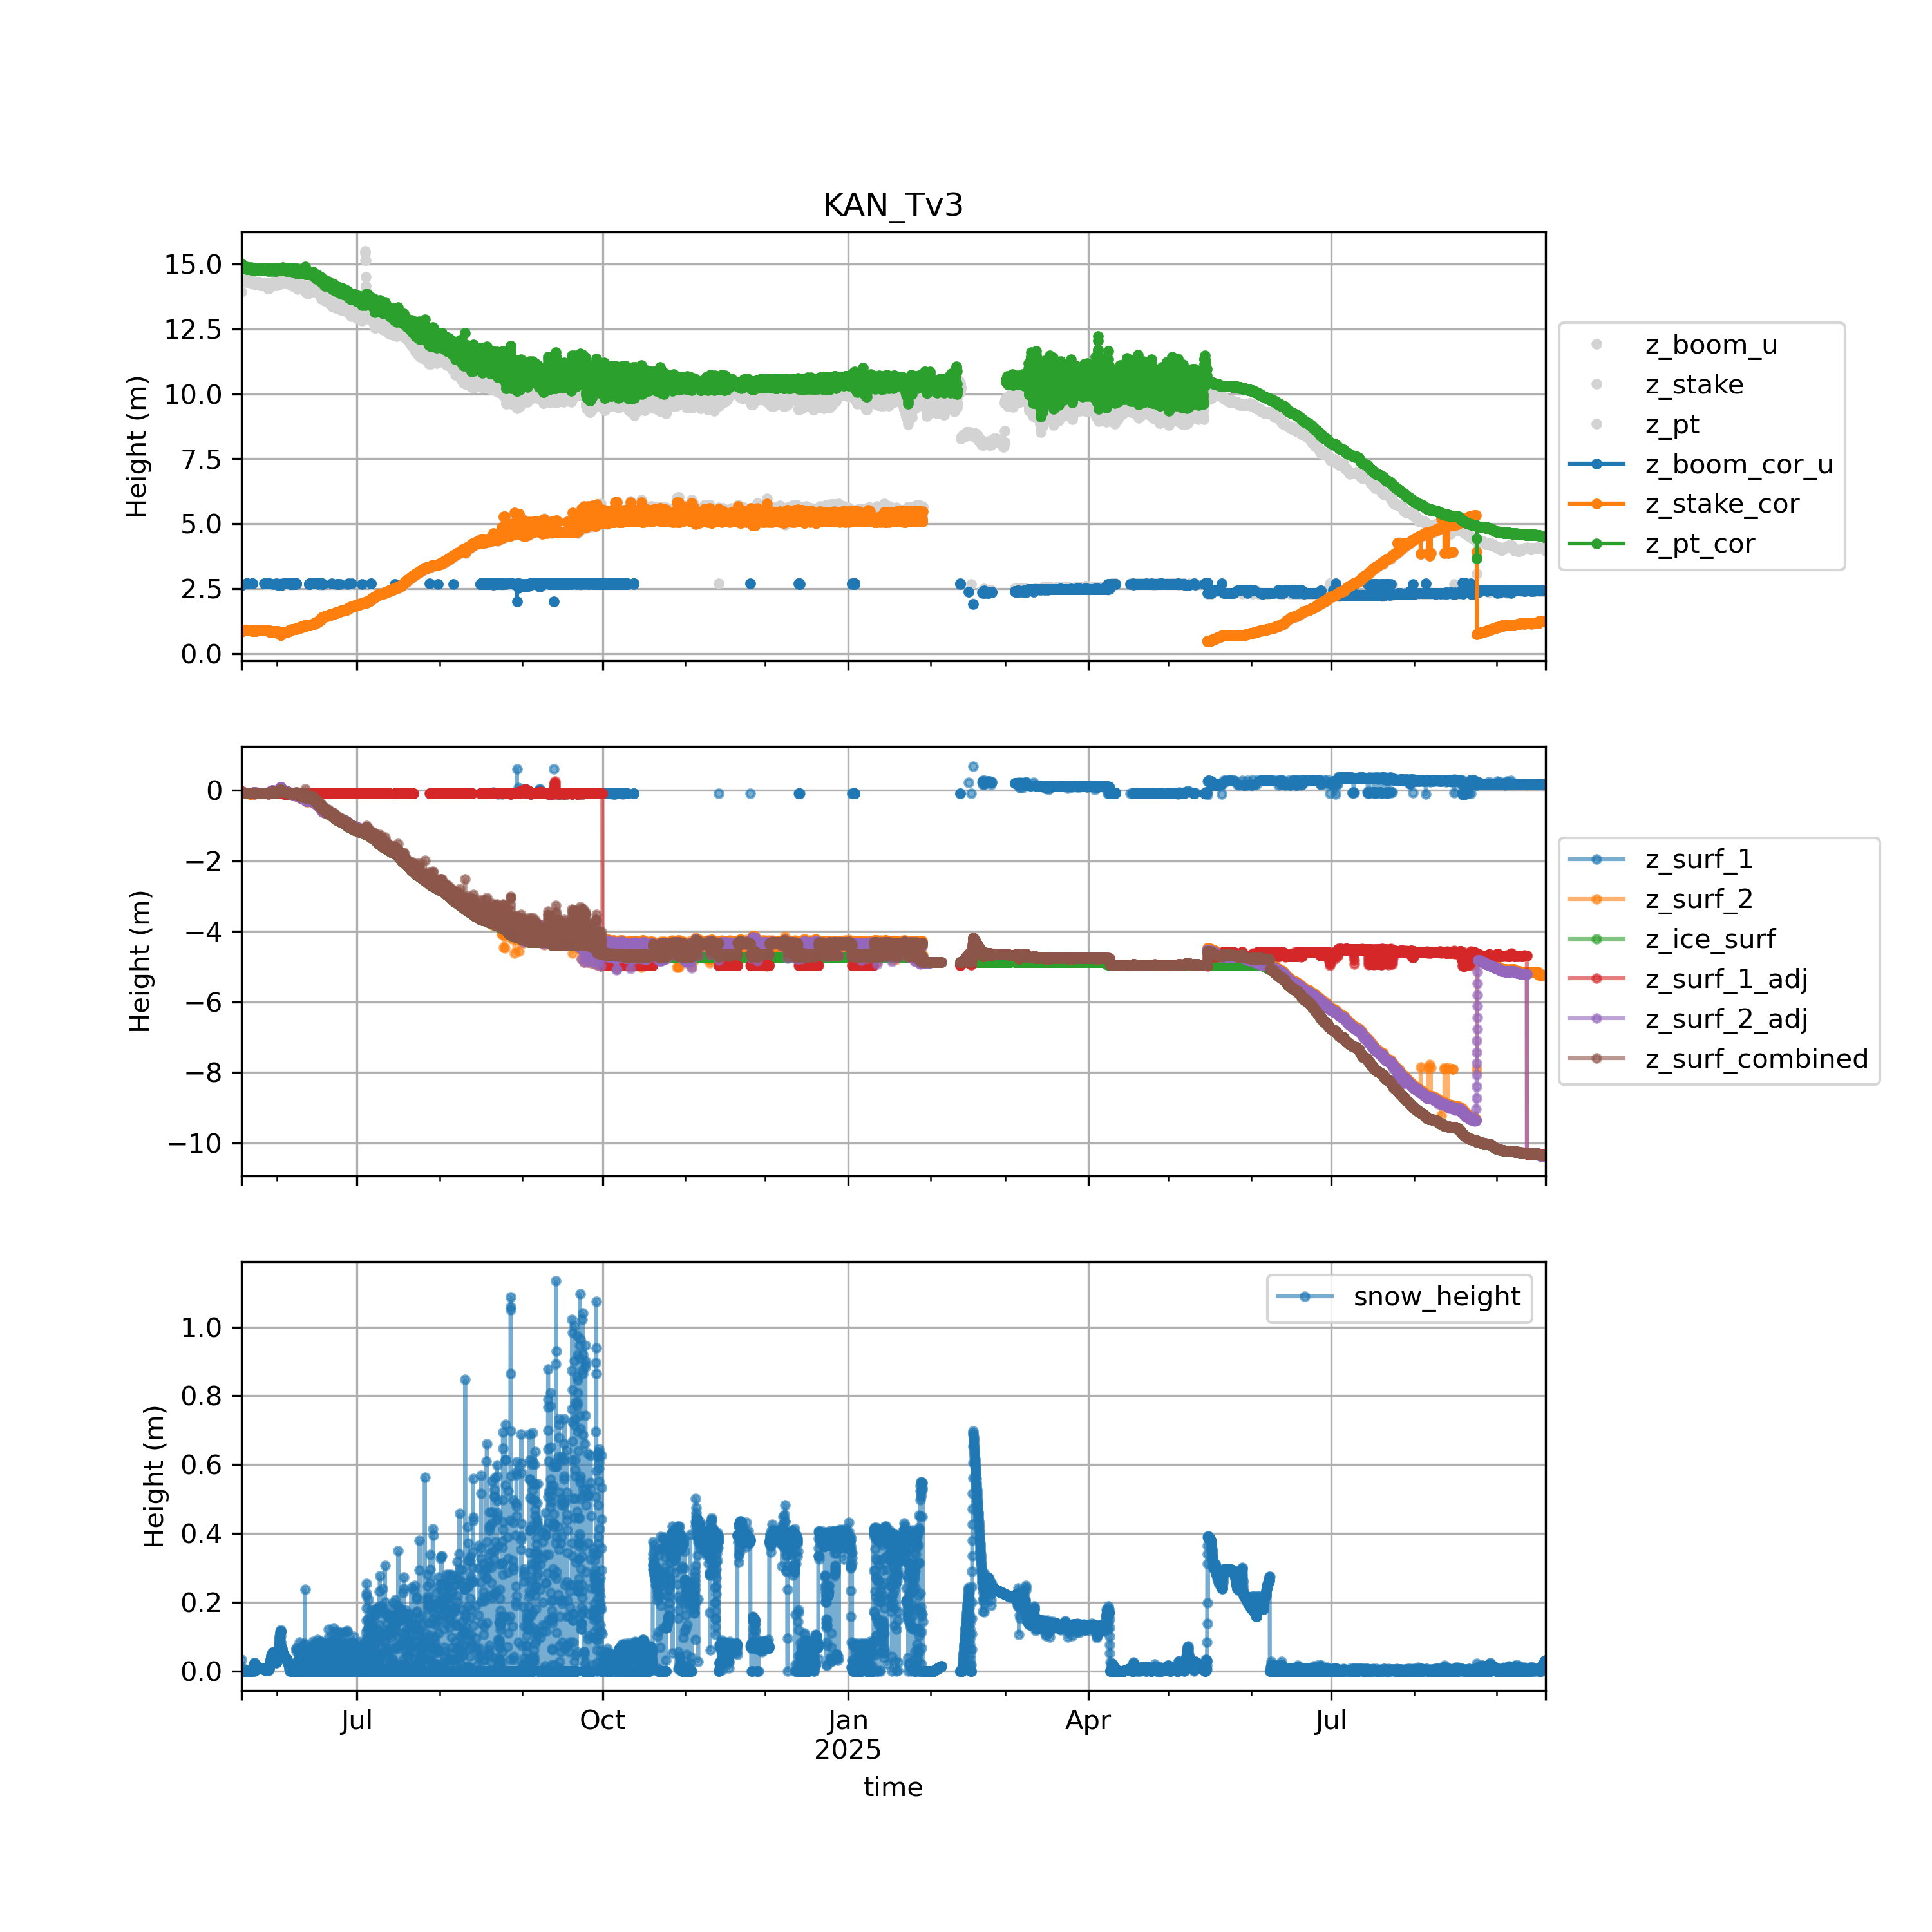 KAN_Tv3
15.0
12.5
10.0
7.5
5.0
2.5
0.0
Height (m)
z_boom_u
z_stake
z_pt
z_boom_cor_u
z_stake_cor
z_pt_cor
0
−2
−4
−6
−8
−10
Height (m)
z_surf_1
z_surf_2
z_ice_surf
z_surf_1_adj
z_surf_2_adj
z_surf_combined
1.0
0.8
0.6
0.4
0.2
0.0
Height (m)
snow_height
Jul Oct Jan Apr Jul
2025
time